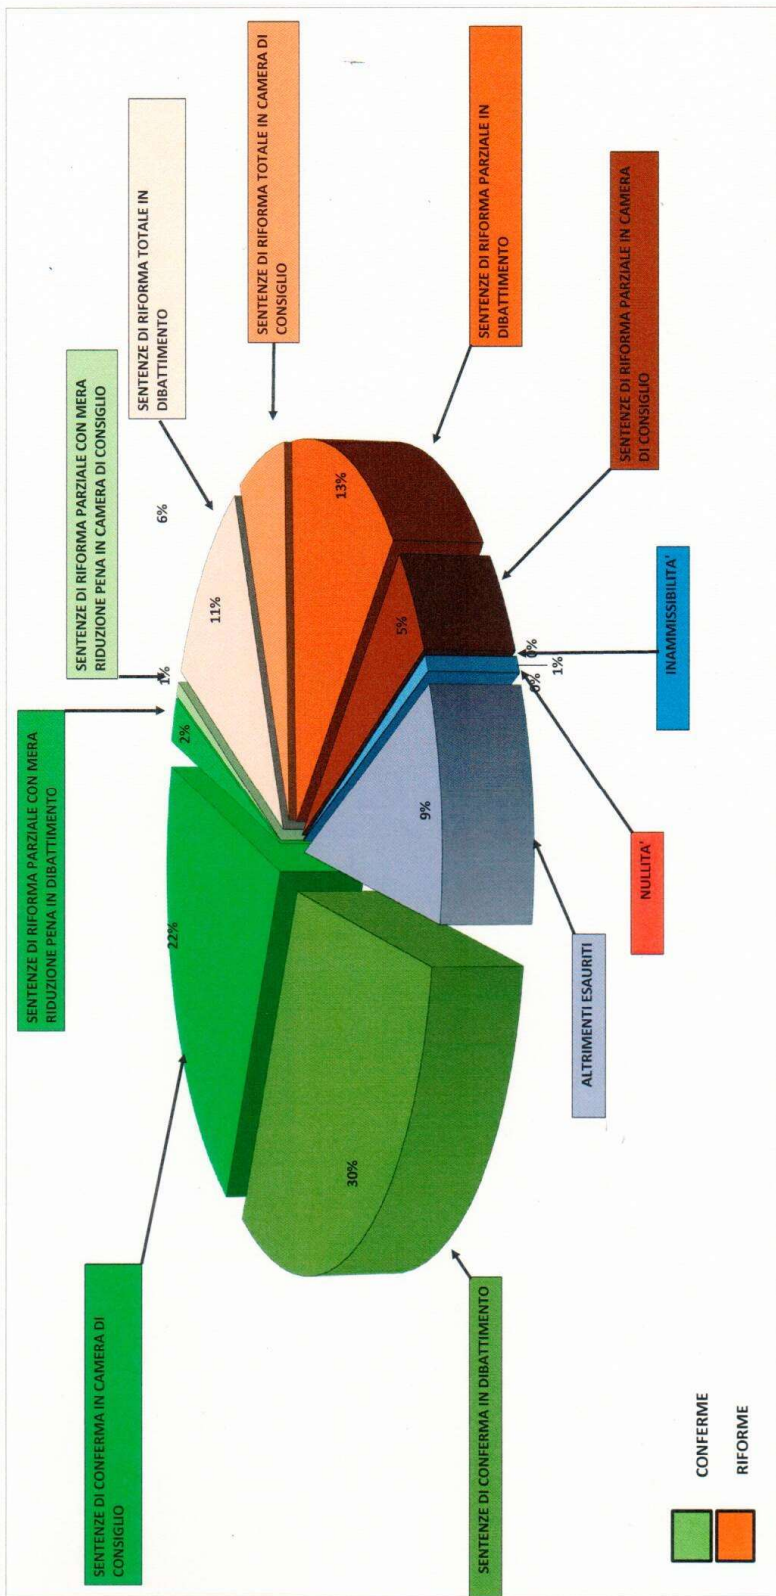 SENTENZE DI RIFORMA PARZIALE CON MERA
RIDUZIONE PENA IN DIBATTIMENTO
SENTENZE DI RIFORMA PARZIALE CON MERA
RIDUZIONE PENA IN CAMERA DI CONSIGLIO
SENTENZE DI RIFORMA TOTALE IN
DIBATTIMENTO
SENTENZE DI RIFORMA TOTALE IN CAMERA DI
CONSIGLIO
SENTENZE DI CONFERMA IN CAMERA DI
CONSIGLIO
22%
2%
1%
11%
6%
13%
5%
30%
9%
0%
1%
0%
SENTENZE DI RIFORMA PARZIALE IN
DIBATTIMENTO
SENTENZE DI RIFORMA PARZIALE IN CAMERA
DI CONSIGLIO
SENTENZE DI CONFERMA IN DIBATTIMENTO
ALTRIMENTI ESAURITI
NULLITA'
INAMMISSIBILITA'
CONFERME
RIFORME